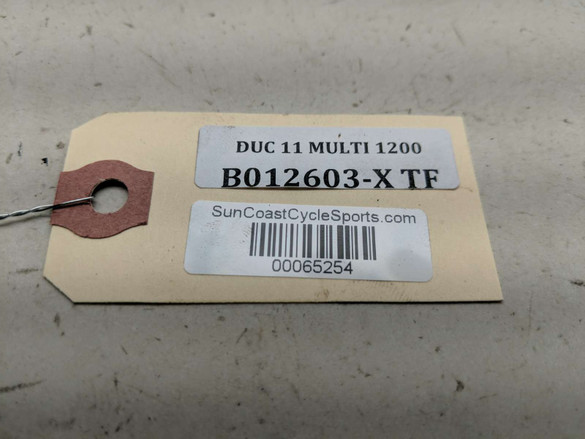 DUC 11 MULTI 1200
B012603-X TF
SunCoastCycleSports.com
00065254